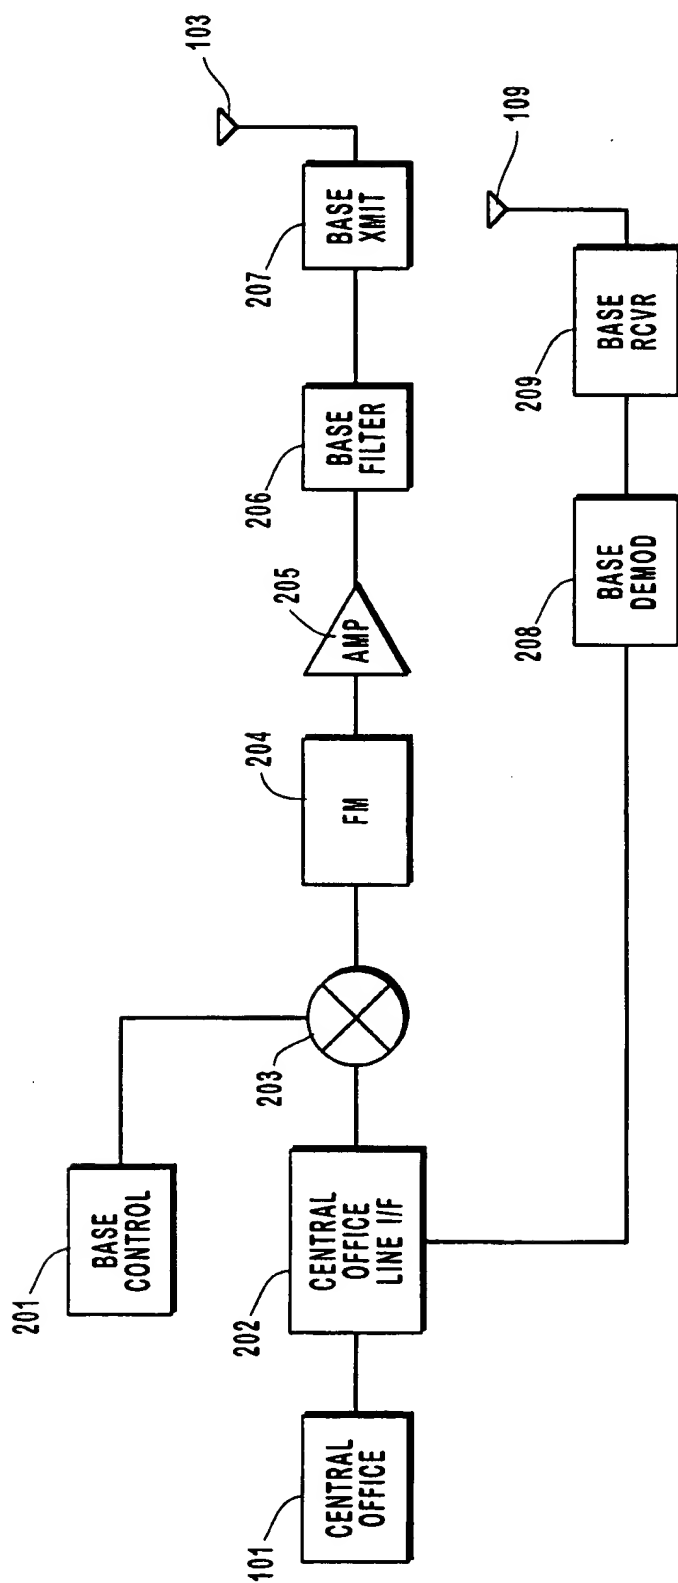 101
CENTRAL
OFFICE
201
BASE
CONTROL
202
CENTRAL
OFFICE
LINE I/F
203
204
FM
205
AMP
206
BASE
FILTER
207
BASE
XMIT
103
208
BASE
DEMOD
209
BASE
RCVR
109